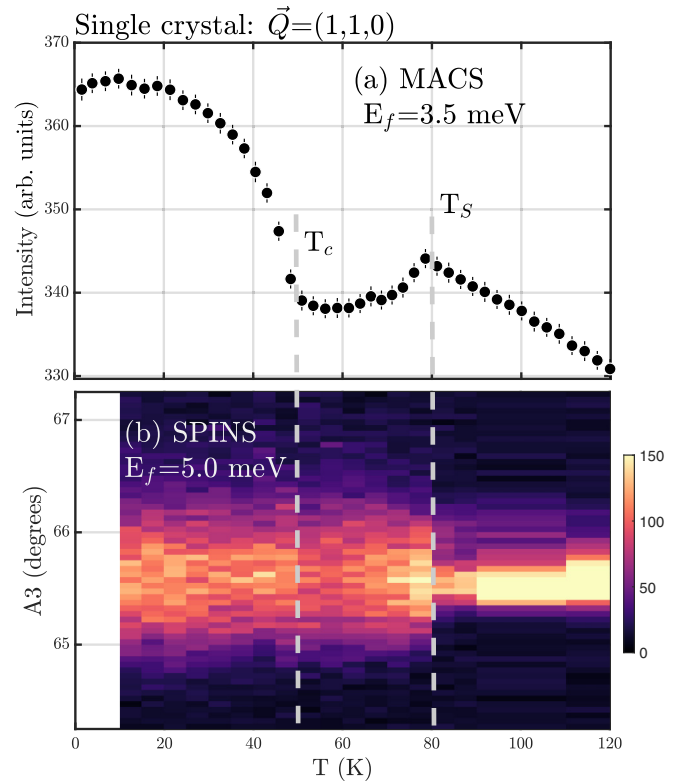 Single crystal: Q⃗=(1,1,0)
370
360
350
340
330
Intensity (arb. units)
(a) MACS
E_f=3.5 meV
T_c
T_S
67
66
65
A3 (degrees)
(b) SPINS
E_f=5.0 meV
150
100
50
0
0 20 40 60 80 100 120
T (K)